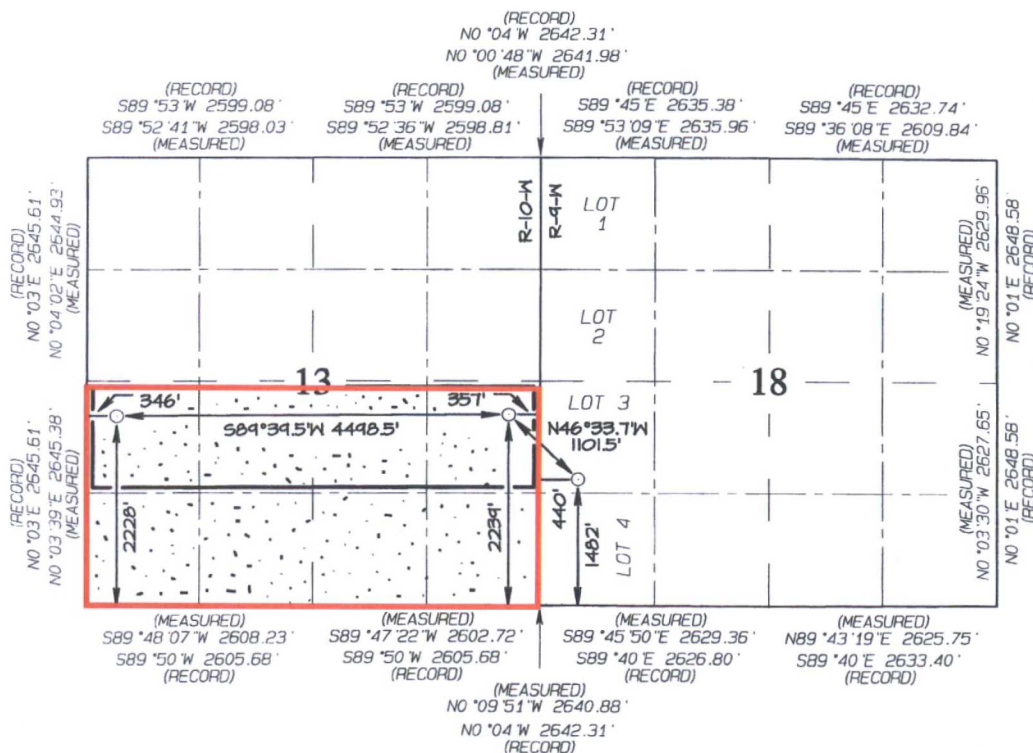 (RECORD)
N0 °04'W 2642.31'
N0 °00'48"W 2641.98'
(MEASURED)
(RECORD)
S89 °53'W 2599.08'
S89 °52'41"W 2598.03'
(MEASURED)
(RECORD)
S89 °53'W 2599.08'
S89 °52'36"W 2598.81'
(MEASURED)
(RECORD)
S89 °45'E 2635.38'
S89 °53'09"E 2635.96'
(MEASURED)
(RECORD)
S89 °45'E 2632.74'
S89 °36'08"E 2609.84'
(MEASURED)
(RECORD)
N0 °03'E 2645.61'
N0 °04'02"E 2644.93'
(MEASURED)
R-10-W
R-9-W
LOT
1
LOT
2
(MEASURED)
N0 °19'24"W 2629.96'
N0 °01'E 2648.58'
(RECORD)
13
18
346'
357'
LOT 3
S89°39.5'W 4498.5'
N46°33.7'W
1101.5'
(RECORD)
N0 °03'E 2645.61'
N0 °03'39"E 2645.38'
(MEASURED)
2228'
2239'
440'
1482'
LOT 4
(MEASURED)
N0 °03'30"W 2627.65'
N0 °01'E 2648.58'
(RECORD)
(MEASURED)
S89 °48'07"W 2608.23'
S89 °50'W 2605.68'
(RECORD)
(MEASURED)
S89 °47'22"W 2602.72'
S89 °50'W 2605.68'
(RECORD)
(MEASURED)
S89 °45'50"E 2629.36'
S89 °40'E 2626.80'
(RECORD)
(MEASURED)
N89 °43'19"E 2625.75'
S89 °40'E 2633.40'
(RECORD)
(MEASURED)
N0 °09'51"W 2640.88'
N0 °04'W 2642.31'
(RECORD)